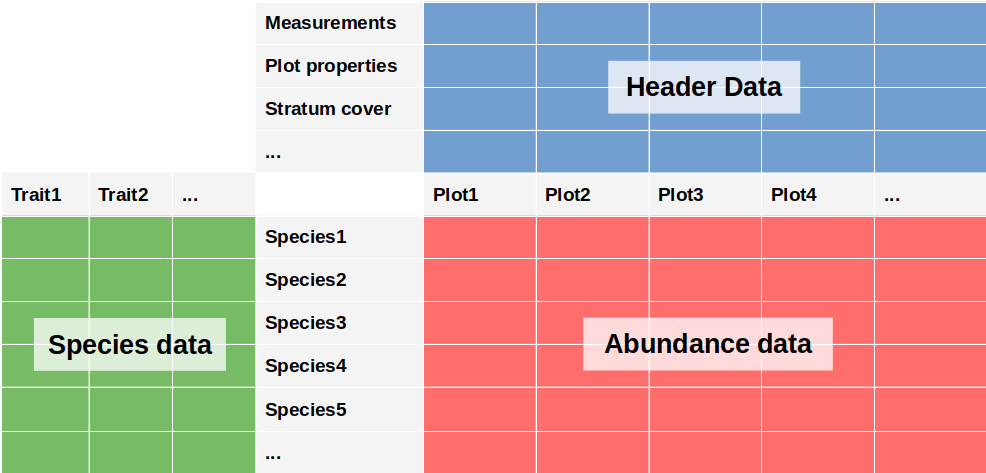 Measurements
Plot properties
Header Data
Stratum cover
...
Trait1 Trait2 ... Plot1 Plot2 Plot3 Plot4 ...
Species1
Species2
Species3
Species data
Abundance data
Species4
Species5
...